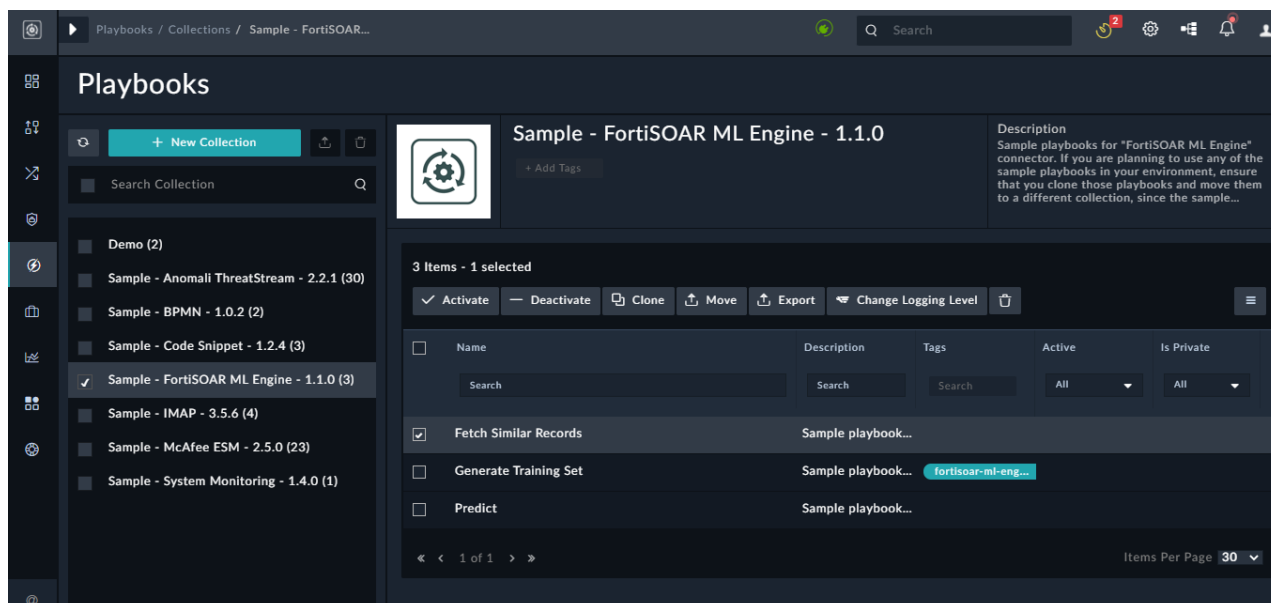 Playbooks / Collections / Sample - FortiSOAR...
Search
2
Playbooks
+ New Collection
Search Collection
Demo (2)
Sample - Anomali ThreatStream - 2.2.1 (30)
Sample - BPMN - 1.0.2 (2)
Sample - Code Snippet - 1.2.4 (3)
Sample - FortiSOAR ML Engine - 1.1.0 (3)
Sample - IMAP - 3.5.6 (4)
Sample - McAfee ESM - 2.5.0 (23)
Sample - System Monitoring - 1.4.0 (1)
Sample - FortiSOAR ML Engine - 1.1.0
+ Add Tags
Description
Sample playbooks for "FortiSOAR ML Engine"
connector. If you are planning to use any of the
sample playbooks in your environment, ensure
that you clone those playbooks and move them
to a different collection, since the sample...
3 Items - 1 selected
Activate — Deactivate Clone Move Export Change Logging Level
Name Description Tags Active Is Private
Search Search Search All All
Fetch Similar Records Sample playbook...
Generate Training Set Sample playbook... fortisoar-ml-eng...
Predict Sample playbook...
« < 1 of 1 > »
Items Per Page 30
@